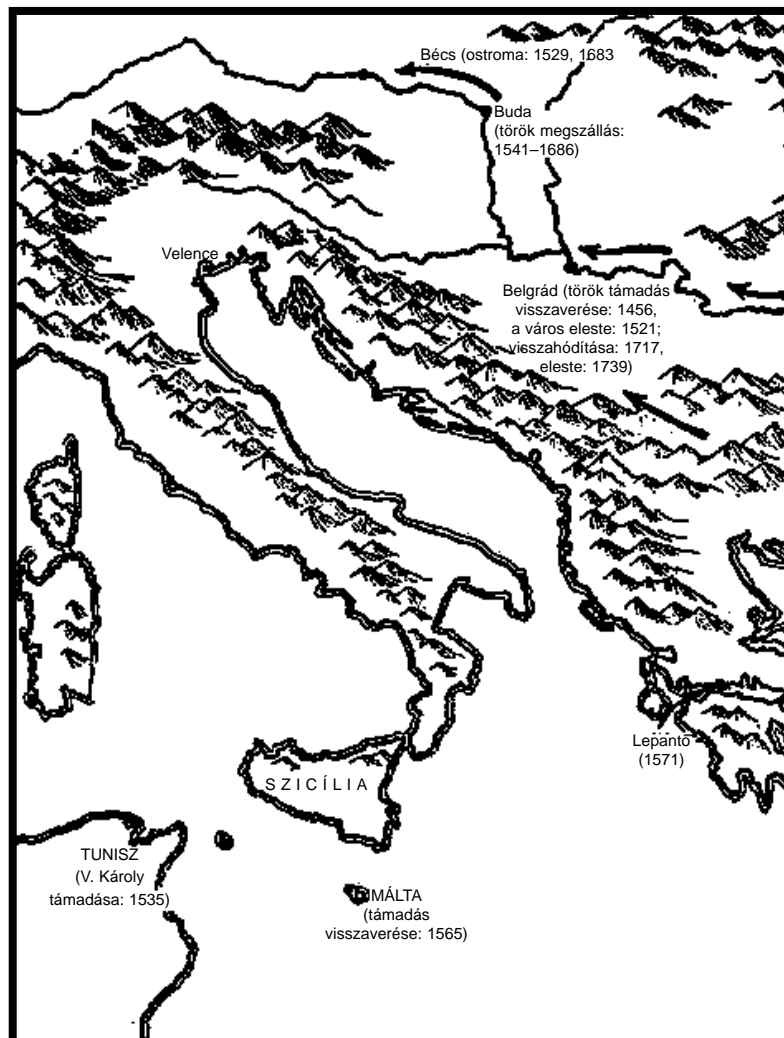 Bécs (ostroma: 1529, 1683
Buda
(török megszállás:
1541–1686)
Velence
Belgrád (török támadás
visszaverése: 1456,
a város eleste: 1521;
visszahódítása: 1717,
eleste: 1739)
Lepantó
(1571)
SZICÍLIA
TUNISZ
(V. Károly
támadása: 1535)
MÁLTA
(támadás
visszaverése: 1565)